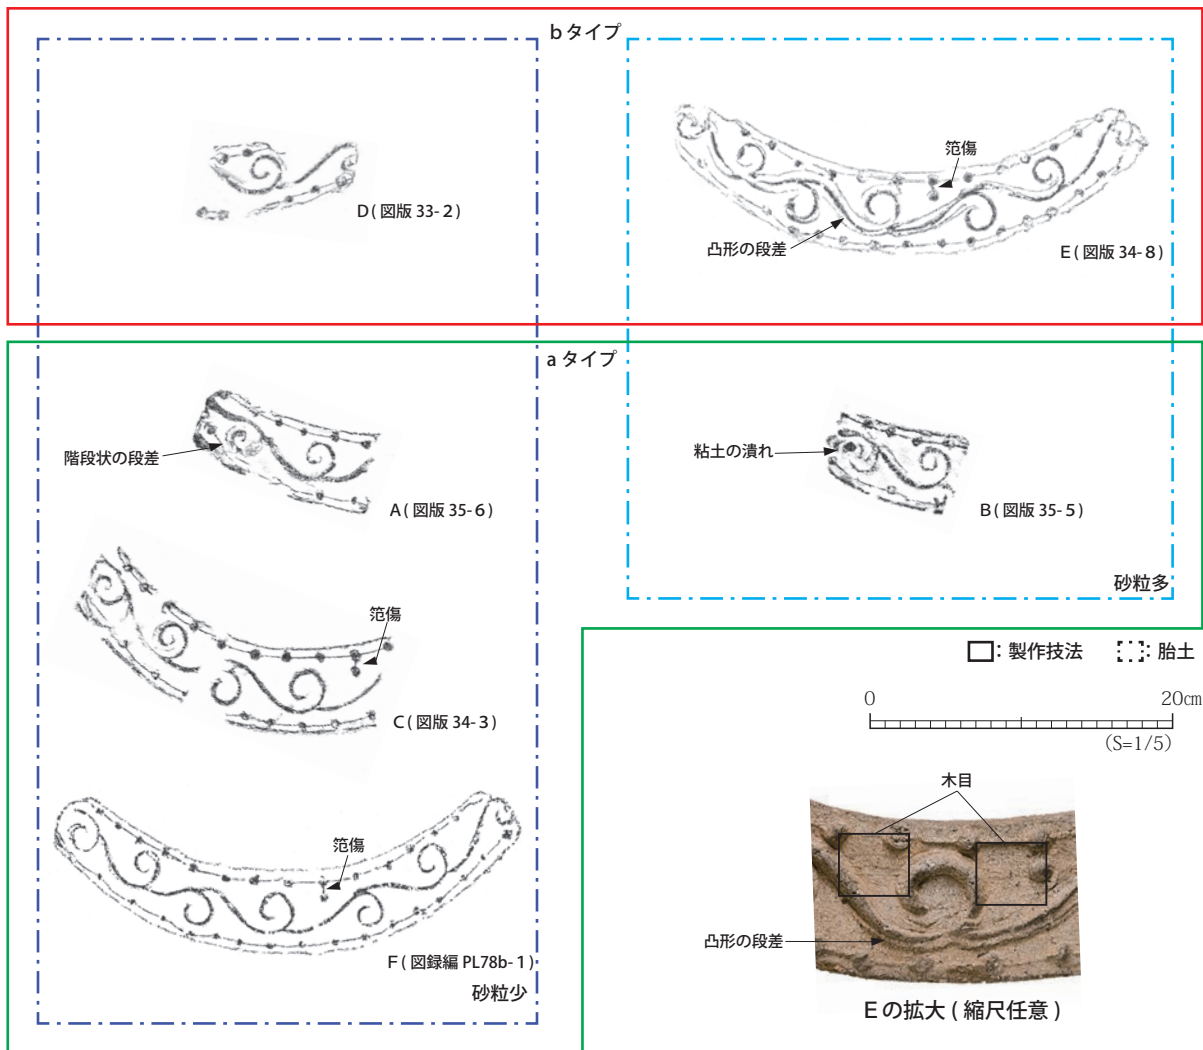 bタイプ
D(図版 33-2)
笵傷
凸形の段差
E(図版 34-8)
aタイプ
階段状の段差
A(図版 35-6)
粘土の潰れ
B(図版 35-5)
砂粒多
笵傷
C(図版 34-3)
笵傷
F(図録編 PL78b-1)
砂粒少
:製作技法 :胎土
0 20㎝
(S=1/5)
木目
凸形の段差
Eの拡大(縮尺任意)